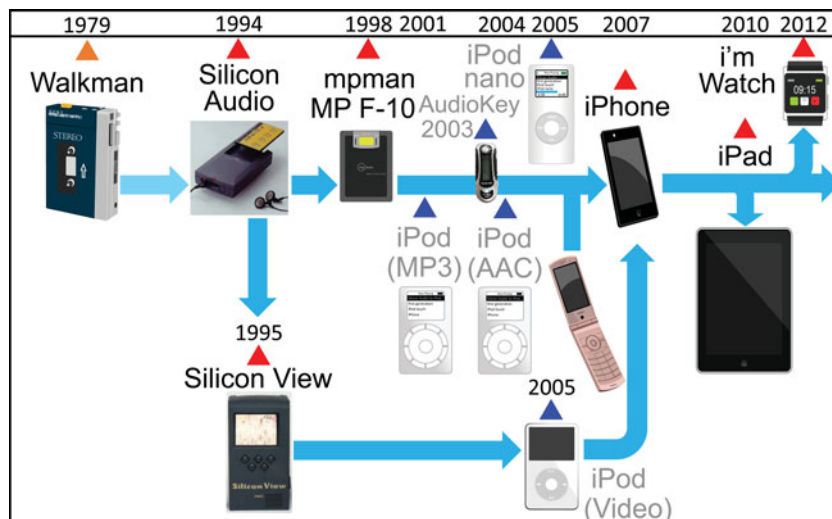 1979 1994 1998 2001 2004 2005 2007 2010 2012
Walkman
STEREO
Silicon
Audio
mpman
MP F-10
AudioKey
2003
iPod
nano
iPhone
iPad
i'm
Watch
09:15
iPod
(MP3)
iPod
(AAC)
1995
Silicon View
Silicon View
2005
iPod
(Video)